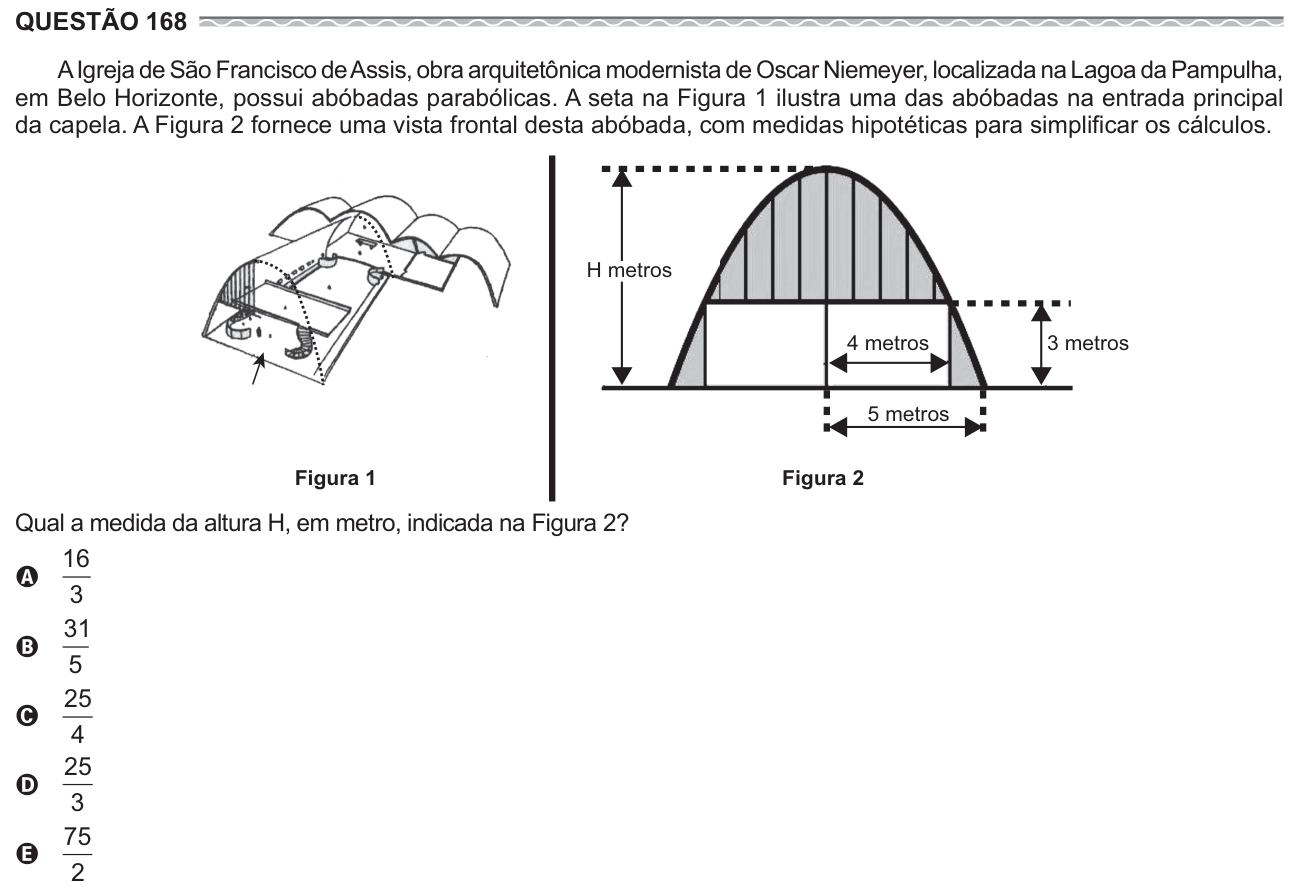 QUESTÃO 168
A Igreja de São Francisco de Assis, obra arquitetônica modernista de Oscar Niemeyer, localizada na Lagoa da Pampulha,
em Belo Horizonte, possui abóbadas parabólicas. A seta na Figura 1 ilustra uma das abóbadas na entrada principal
da capela. A Figura 2 fornece uma vista frontal desta abóbada, com medidas hipotéticas para simplificar os cálculos.
H metros
4 metros
3 metros
5 metros
Figura 1
Figura 2
Qual a medida da altura H, em metro, indicada na Figura 2?
A 16/3
B 31/5
C 25/4
D 25/3
E 75/2